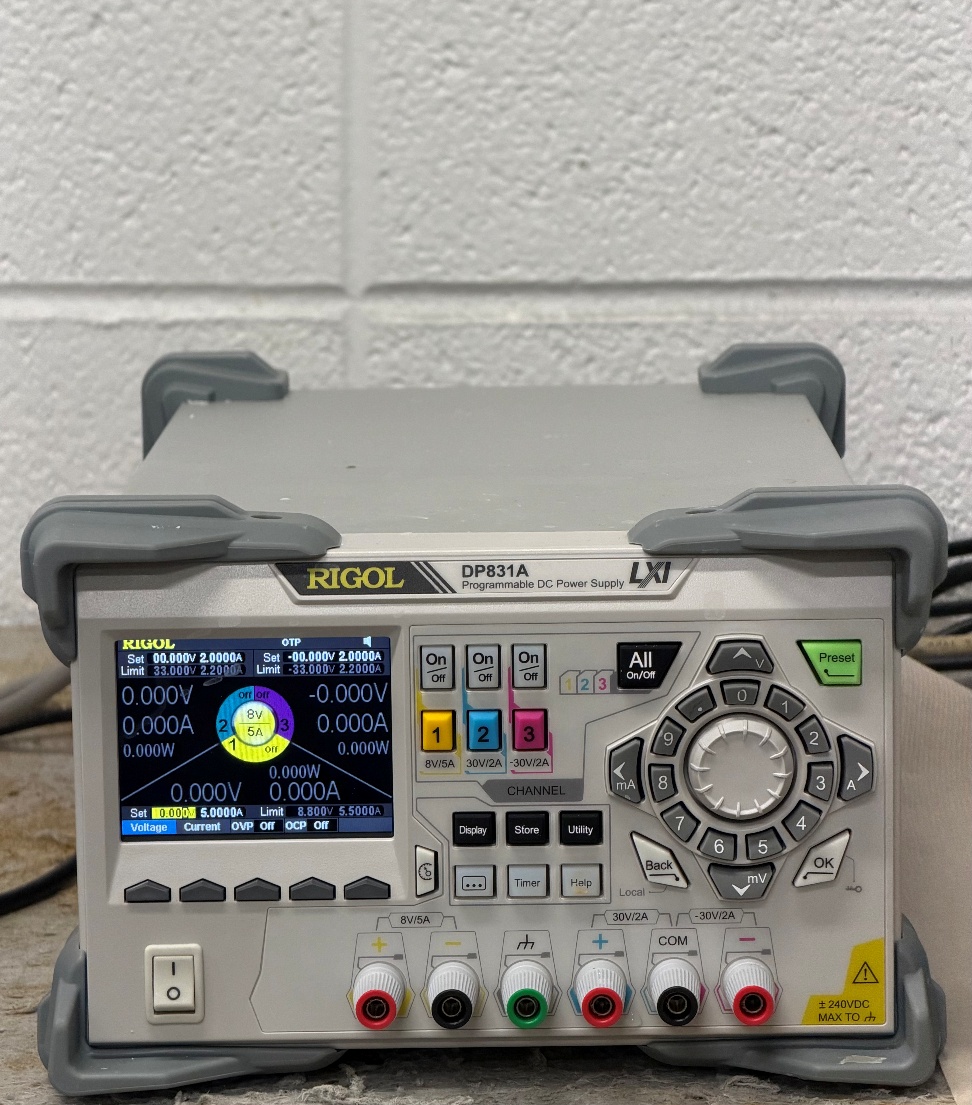 RIGOL DP831A LXI
Programmable DC Power Supply
RIGOL OTP
Set 00.000V 2.0000A Set -00.000V 2.0000A
Limit 33.000V 2.2000A Limit -33.000V 2.2000A
0.000V off off -0.000V
0.000A 2 8V 3 0.000A
5A
0.000W 1 off 0.000W
0.000W
0.000V 0.000A
Set 0.000V 5.0000A Limit 8.800V 5.5000A
Voltage Current OVP Off OCP Off
On On On
Off Off Off
1 2 3
8V/5A 30V/2A -30V/2A
CHANNEL
1 2 3
All
On/Off
Preset
V
. 0 1
9 2
mA 8 3 A
7 4
6 5
mV
Back OK
Local
Display Store Utility
... Timer Help
8V/5A 30V/2A -30V/2A
+ − + COM −
I
O
± 240VDC
MAX TO